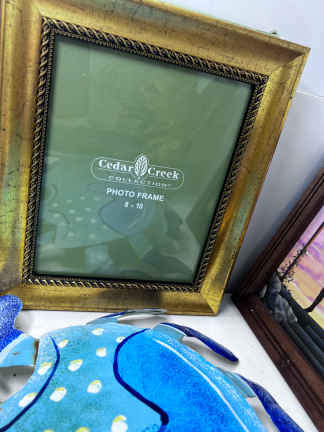 Cedar Creek
COLLECTION
PHOTO FRAME
8 - 10